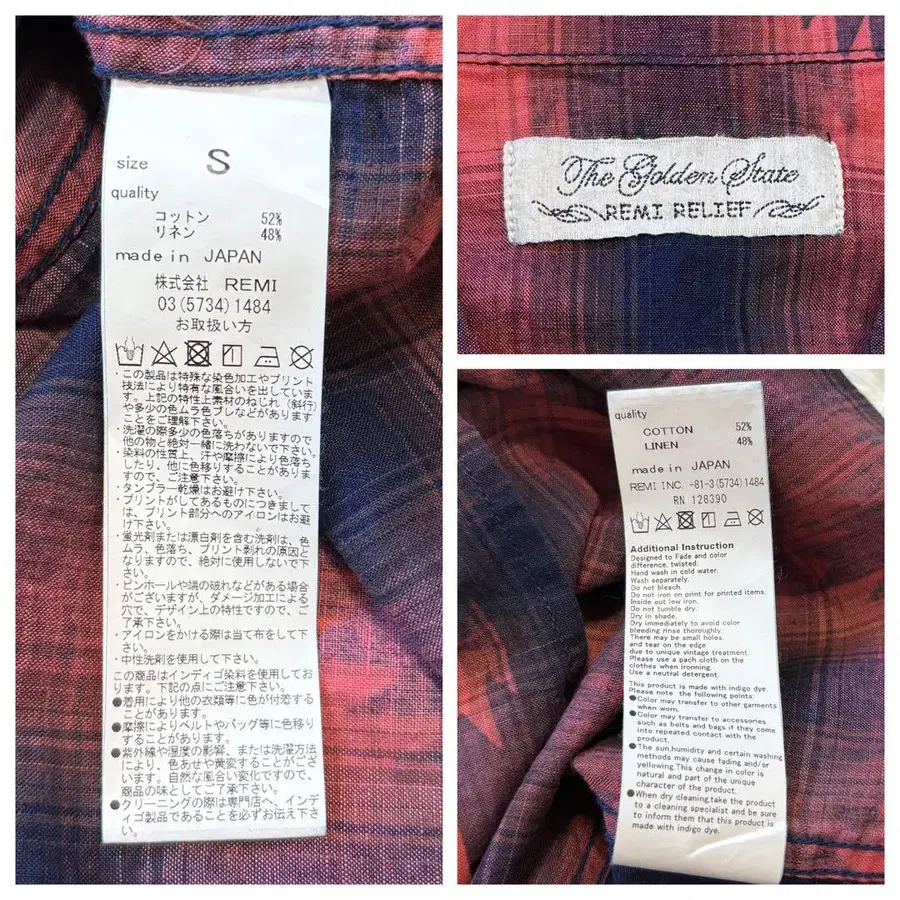 size S
quality
コットン 52%
リネン 48%
made in JAPAN
株式会社 REMI
03(5734)1484
お取扱い方
・この製品は特殊な染色加工やプリント
技法により特有な風合いを出していま
す。上記の特性上素材のねじれ(斜行)
や多少の色ムラ色ブレなどがあります
ことをご理解下さい。
・洗濯の際多少の色落ちがありますので
他の物と絶対一緒に洗わないで下さい。
・染料の性質上、汗や摩擦により色落ち
したり、他に色移りすることがありま
すので、ご注意下さい。
・タンブラー乾燥はお避け下さい。
・プリントがしてあるものにつきまして
は、プリント部分へのアイロンはお避
け下さい。
・蛍光剤または漂白剤を含む洗剤は、色
ムラ、色落ち、プリント剥れの原因と
なりますので、絶対に使用しないで下
さい。
・ピンホールや端の破れなどがある場合
がございますが、ダメージ加工による
穴で、デザイン上の特性ですので、ご
了承下さい。
・アイロンをかける際は当て布をして下
さい。
・中性洗剤を使用して下さい。
この商品はインディゴ染料を使用してお
ります。下記の点にご注意下さい。
●着用により他の衣類等に色が付着する
ことがあります。
●摩擦によりベルトやバッグ等に色移り
することがあります。
●紫外線や湿度の影響、または洗濯方法
により、色あせや黄変することがござ
います。自然な風合い変化ですので、
商品の味としてご了承下さい。
●クリーニングの際は専門店へ、インデ
ィゴ製品であることを必ずお伝え下さ
い。
The Golden State
REMI RELIEF
quality
COTTON 52%
LINEN 48%
made in JAPAN
REMI INC. -81-3(5734)1484
RN 128390
Additional Instruction
Designed to Fade and color
difference, twisted.
Hand wash in cold water.
Wash separately.
Do not bleach.
Do not iron on print for printed items.
Inside out low iron.
Do not tumble dry.
Dry in shade.
Dry immediately to avoid color
bleeding rinse thoroughly.
There may be small holes
and tear on the edge
due to unique vintage treatment.
Please use a pach cloth on the
clothes when ironning.
Use a neutral detergent.
This product is made with indigo dye.
Please note the following points:
●Color may transfer to other garments
when worn.
●Color may transfer to accessories
such as belts and bags if they come
into repeated contact with the
product.
●The sun,humidity and certain washing
methods may cause fading and/or
yellowing.This change in color is
natural and part of the unique
character of the product.
●When dry cleaning,take the product
to a cleaning specialist and be sure
to inform them that this product is
made with indigo dye.